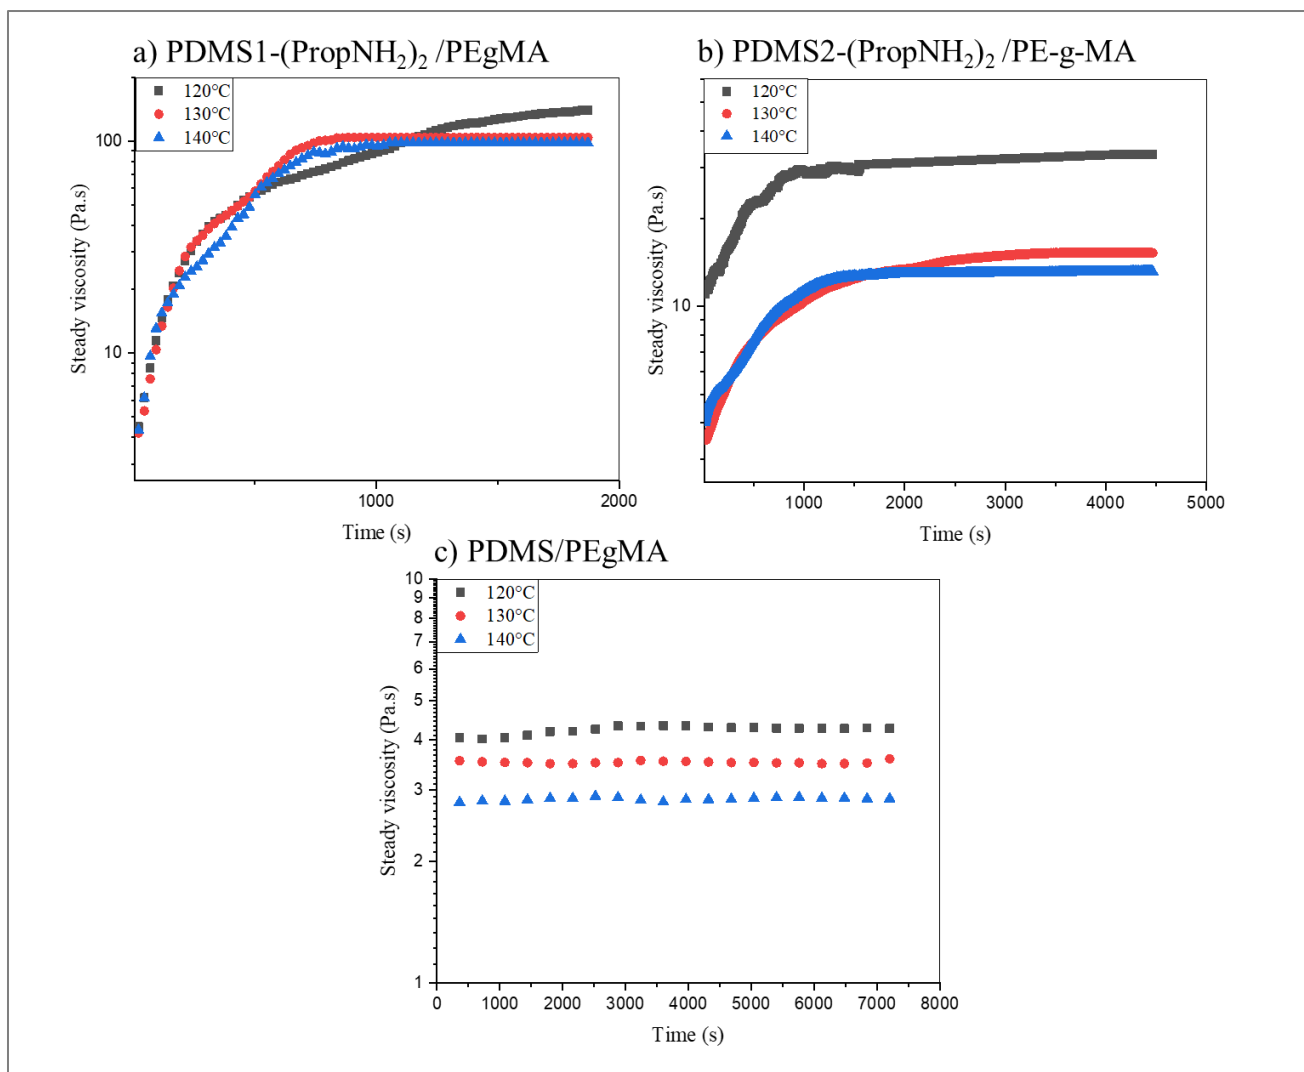 a) PDMS1-(PropNH₂)₂ /PEgMA
120°C
130°C
140°C
100
10
Steady viscosity (Pa.s)
1000
2000
Time (s)
b) PDMS2-(PropNH₂)₂ /PE-g-MA
120°C
130°C
140°C
10
Steady viscosity (Pa.s)
1000
2000
3000
4000
5000
Time (s)
c) PDMS/PEgMA
120°C
130°C
140°C
10
9
8
7
6
5
4
3
2
1
Steady viscosity (Pa.s)
0
1000
2000
3000
4000
5000
6000
7000
8000
Time (s)